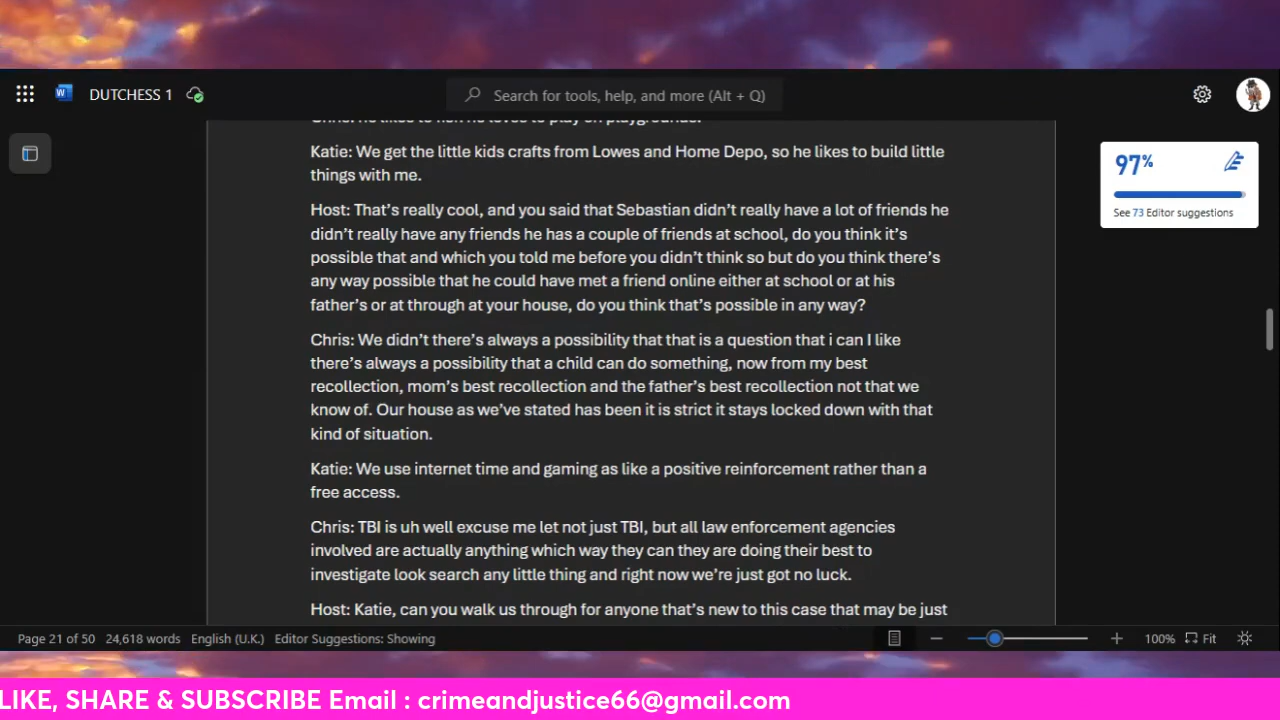 DUTCHESS 1
Search for tools, help, and more (Alt + Q)
Chris: he likes to fish he loves to play on playgrounds.
Katie: We get the little kids crafts from Lowes and Home Depo, so he likes to build little
things with me.
Host: That's really cool, and you said that Sebastian didn't really have a lot of friends he
didn't really have any friends he has a couple of friends at school, do you think it's
possible that and which you told me before you didn't think so but do you think there's
any way possible that he could have met a friend online either at school or at his
father's or at through at your house, do you think that's possible in any way?
Chris: We didn't there's always a possibility that that is a question that i can I like
there's always a possibility that a child can do something, now from my best
recollection, mom's best recollection and the father's best recollection not that we
know of. Our house as we've stated has been it is strict it stays locked down with that
kind of situation.
Katie: We use internet time and gaming as like a positive reinforcement rather than a
free access.
Chris: TBI is uh well excuse me let not just TBI, but all law enforcement agencies
involved are actually anything which way they can they are doing their best to
investigate look search any little thing and right now we're just got no luck.
Host: Katie, can you walk us through for anyone that's new to this case that may be just
97%
See 73 Editor suggestions
Page 21 of 50 24,618 words English (U.K.) Editor Suggestions: Showing
100% Fit
LIKE, SHARE & SUBSCRIBE Email : crimeandjustice66@gmail.com